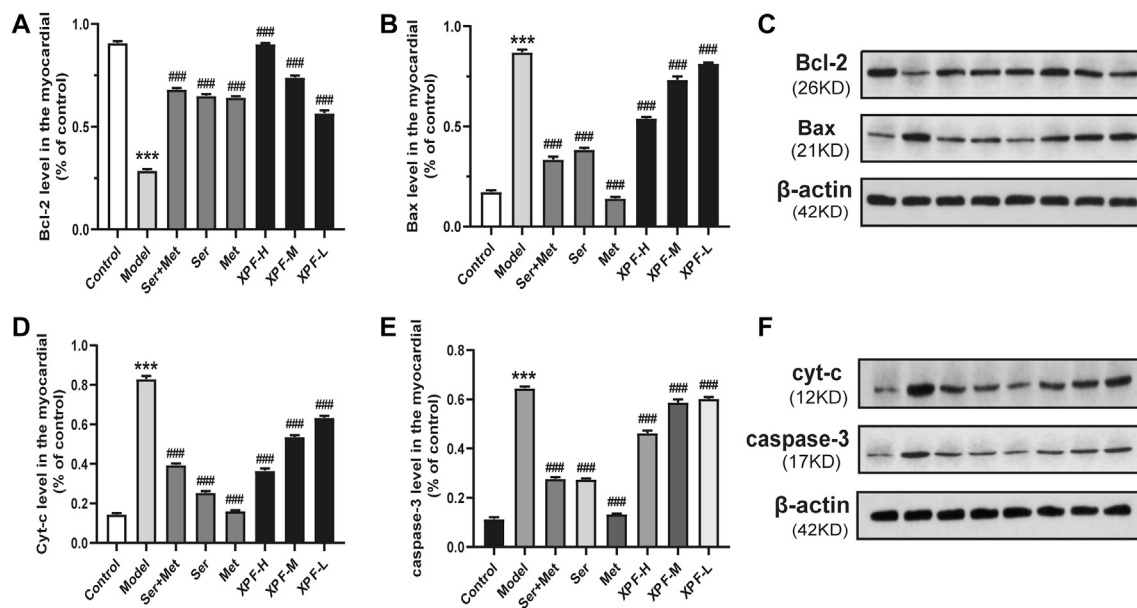 A
Bcl-2 level in the myocardial
(% of control)
1.0
0.5
0.0
***
###
###
###
###
###
###
Control
Model
Ser+Met
Ser
Met
XPF-H
XPF-M
XPF-L
B
Bax level in the myocardial
(% of control)
1.0
0.5
0.0
***
###
###
###
###
###
###
Control
Model
Ser+Met
Ser
Met
XPF-H
XPF-M
XPF-L
C
Bcl-2
(26KD)
Bax
(21KD)
β-actin
(42KD)
D
Cyt-c level in the myocardial
(% of control)
1.0
0.8
0.6
0.4
0.2
0.0
***
###
###
###
###
###
###
Control
Model
Ser+Met
Ser
Met
XPF-H
XPF-M
XPF-L
E
caspase-3 level in the myocardial
(% of control)
0.8
0.6
0.4
0.2
0.0
***
###
###
###
###
###
###
Control
Model
Ser+Met
Ser
Met
XPF-H
XPF-M
XPF-L
F
cyt-c
(12KD)
caspase-3
(17KD)
β-actin
(42KD)